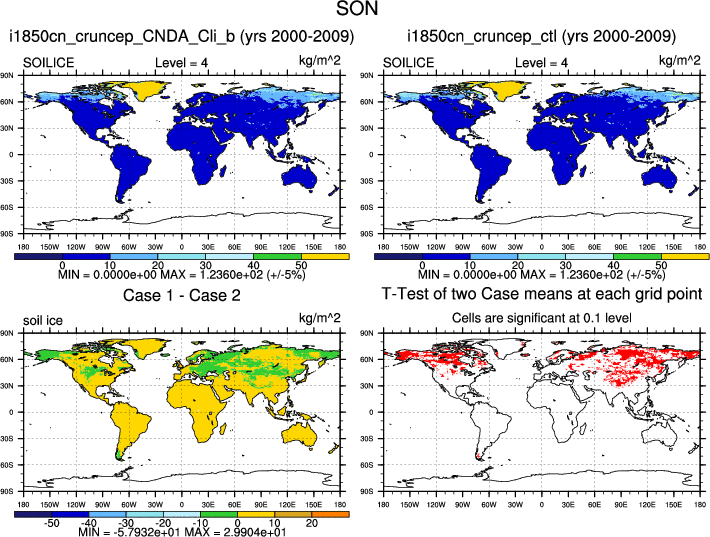 SON
i1850cn_cruncep_CNDA_Cli_b (yrs 2000-2009)
SOILICE Level = 4 kg/m^2
90N
60N
30N
0
30S
60S
90S
180 150W 120W 90W 60W 30W 0 30E 60E 90E 120E 150E 180
0 10 20 30 40 50
MIN = 0.0000e+00 MAX = 1.2360e+02 (+/-5%)
i1850cn_cruncep_ctl (yrs 2000-2009)
SOILICE Level = 4 kg/m^2
90N
60N
30N
0
30S
60S
90S
180 150W 120W 90W 60W 30W 0 30E 60E 90E 120E 150E 180
0 10 20 30 40 50
MIN = 0.0000e+00 MAX = 1.2360e+02 (+/-5%)
Case 1 - Case 2
soil ice kg/m^2
90N
60N
30N
0
30S
60S
90S
180 150W 120W 90W 60W 30W 0 30E 60E 90E 120E 150E 180
-50 -40 -30 -20 -10 0 10 20
MIN = -5.7932e+01 MAX = 2.9904e+01
T-Test of two Case means at each grid point
Cells are significant at 0.1 level
90N
60N
30N
0
30S
60S
90S
180 150W 120W 90W 60W 30W 0 30E 60E 90E 120E 150E 180